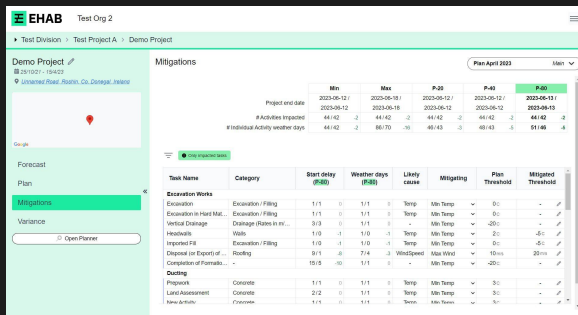 EHAB Test Org 2
Test Division > Test Project A > Demo Project
Demo Project
25/10/21 - 15/4/23
Unnamed Road, Roshin, Co. Donegal, Ireland
Google
Forecast
Plan
Mitigations
Variance
Open Planner
Mitigations
Plan April 2023 Main
Min Max P-20 P-40 P-80
Project end date 2023-06-12 / 2023-06-12 2023-06-18 / 2023-06-18 2023-06-12 / 2023-06-12 2023-06-12 / 2023-06-12 2023-06-13 / 2023-06-13
# Activities Impacted 44 / 42 -2 44 / 42 -2 44 / 42 -2 44 / 42 -2 44 / 42 -2
# Individual Activity weather days 44 / 42 -2 86 / 70 -16 46 / 43 -3 48 / 43 -5 51 / 46 -5
Only impacted tasks
Task Name Category Start delay (P-80) Weather days (P-80) Likely cause Mitigating Plan Threshold Mitigated Threshold
Excavation Works
Excavation Excavation / Filling 1 / 1 0 1 / 1 0 Temp Min Temp 0 c -
Excavation in Hard Mat... Excavation / Filling 1 / 1 0 1 / 1 0 Temp Min Temp 0 c -
Vertical Drainage Drainage (Rates in m/... 3 / 3 0 1 / 1 0 - Min Temp -20 c -
Headwalls Walls 1 / 0 -1 1 / 0 -1 Temp Min Temp 2 c -5 c
Imported Fill Excavation / Filling 1 / 0 -1 1 / 0 -1 Temp Min Temp 0 c -5 c
Disposal (or Export) of ... Roofing 9 / 1 -8 7 / 4 -3 WindSpeed Max Wind 10 m/s 20 m/s
Completion of Formatio... - 15 / 5 -10 1 / 1 0 - Min Temp -20 c -
Ducting
Prepwork Concrete 1 / 1 0 1 / 1 0 Temp Min Temp 3 c -
Land Assessment Concrete 2 / 2 0 1 / 1 0 Temp Min Temp 3 c -
New Activity Concrete 3 / 3 0 1 / 1 0 Temp Min Temp 3 c -